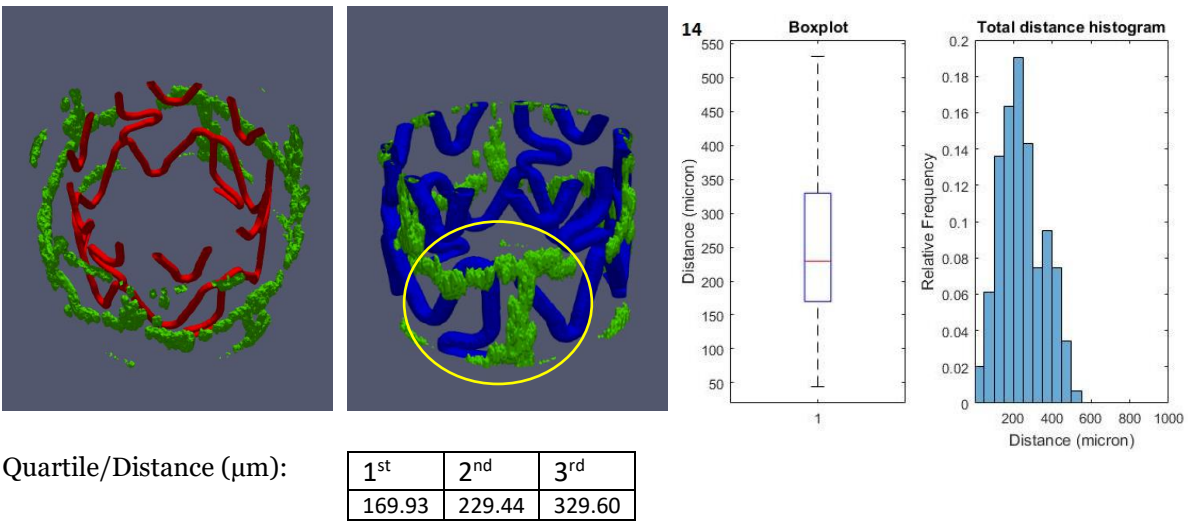 14
Boxplot
550
500
450
400
350
300
250
200
150
100
50
Distance (micron)
1
Total distance histogram
0.2
0.18
0.16
0.14
0.12
0.1
0.08
0.06
0.04
0.02
0
Relative Frequency
200 400 600 800 1000
Distance (micron)
Quartile/Distance (µm):
1st 2nd 3rd
169.93 229.44 329.60